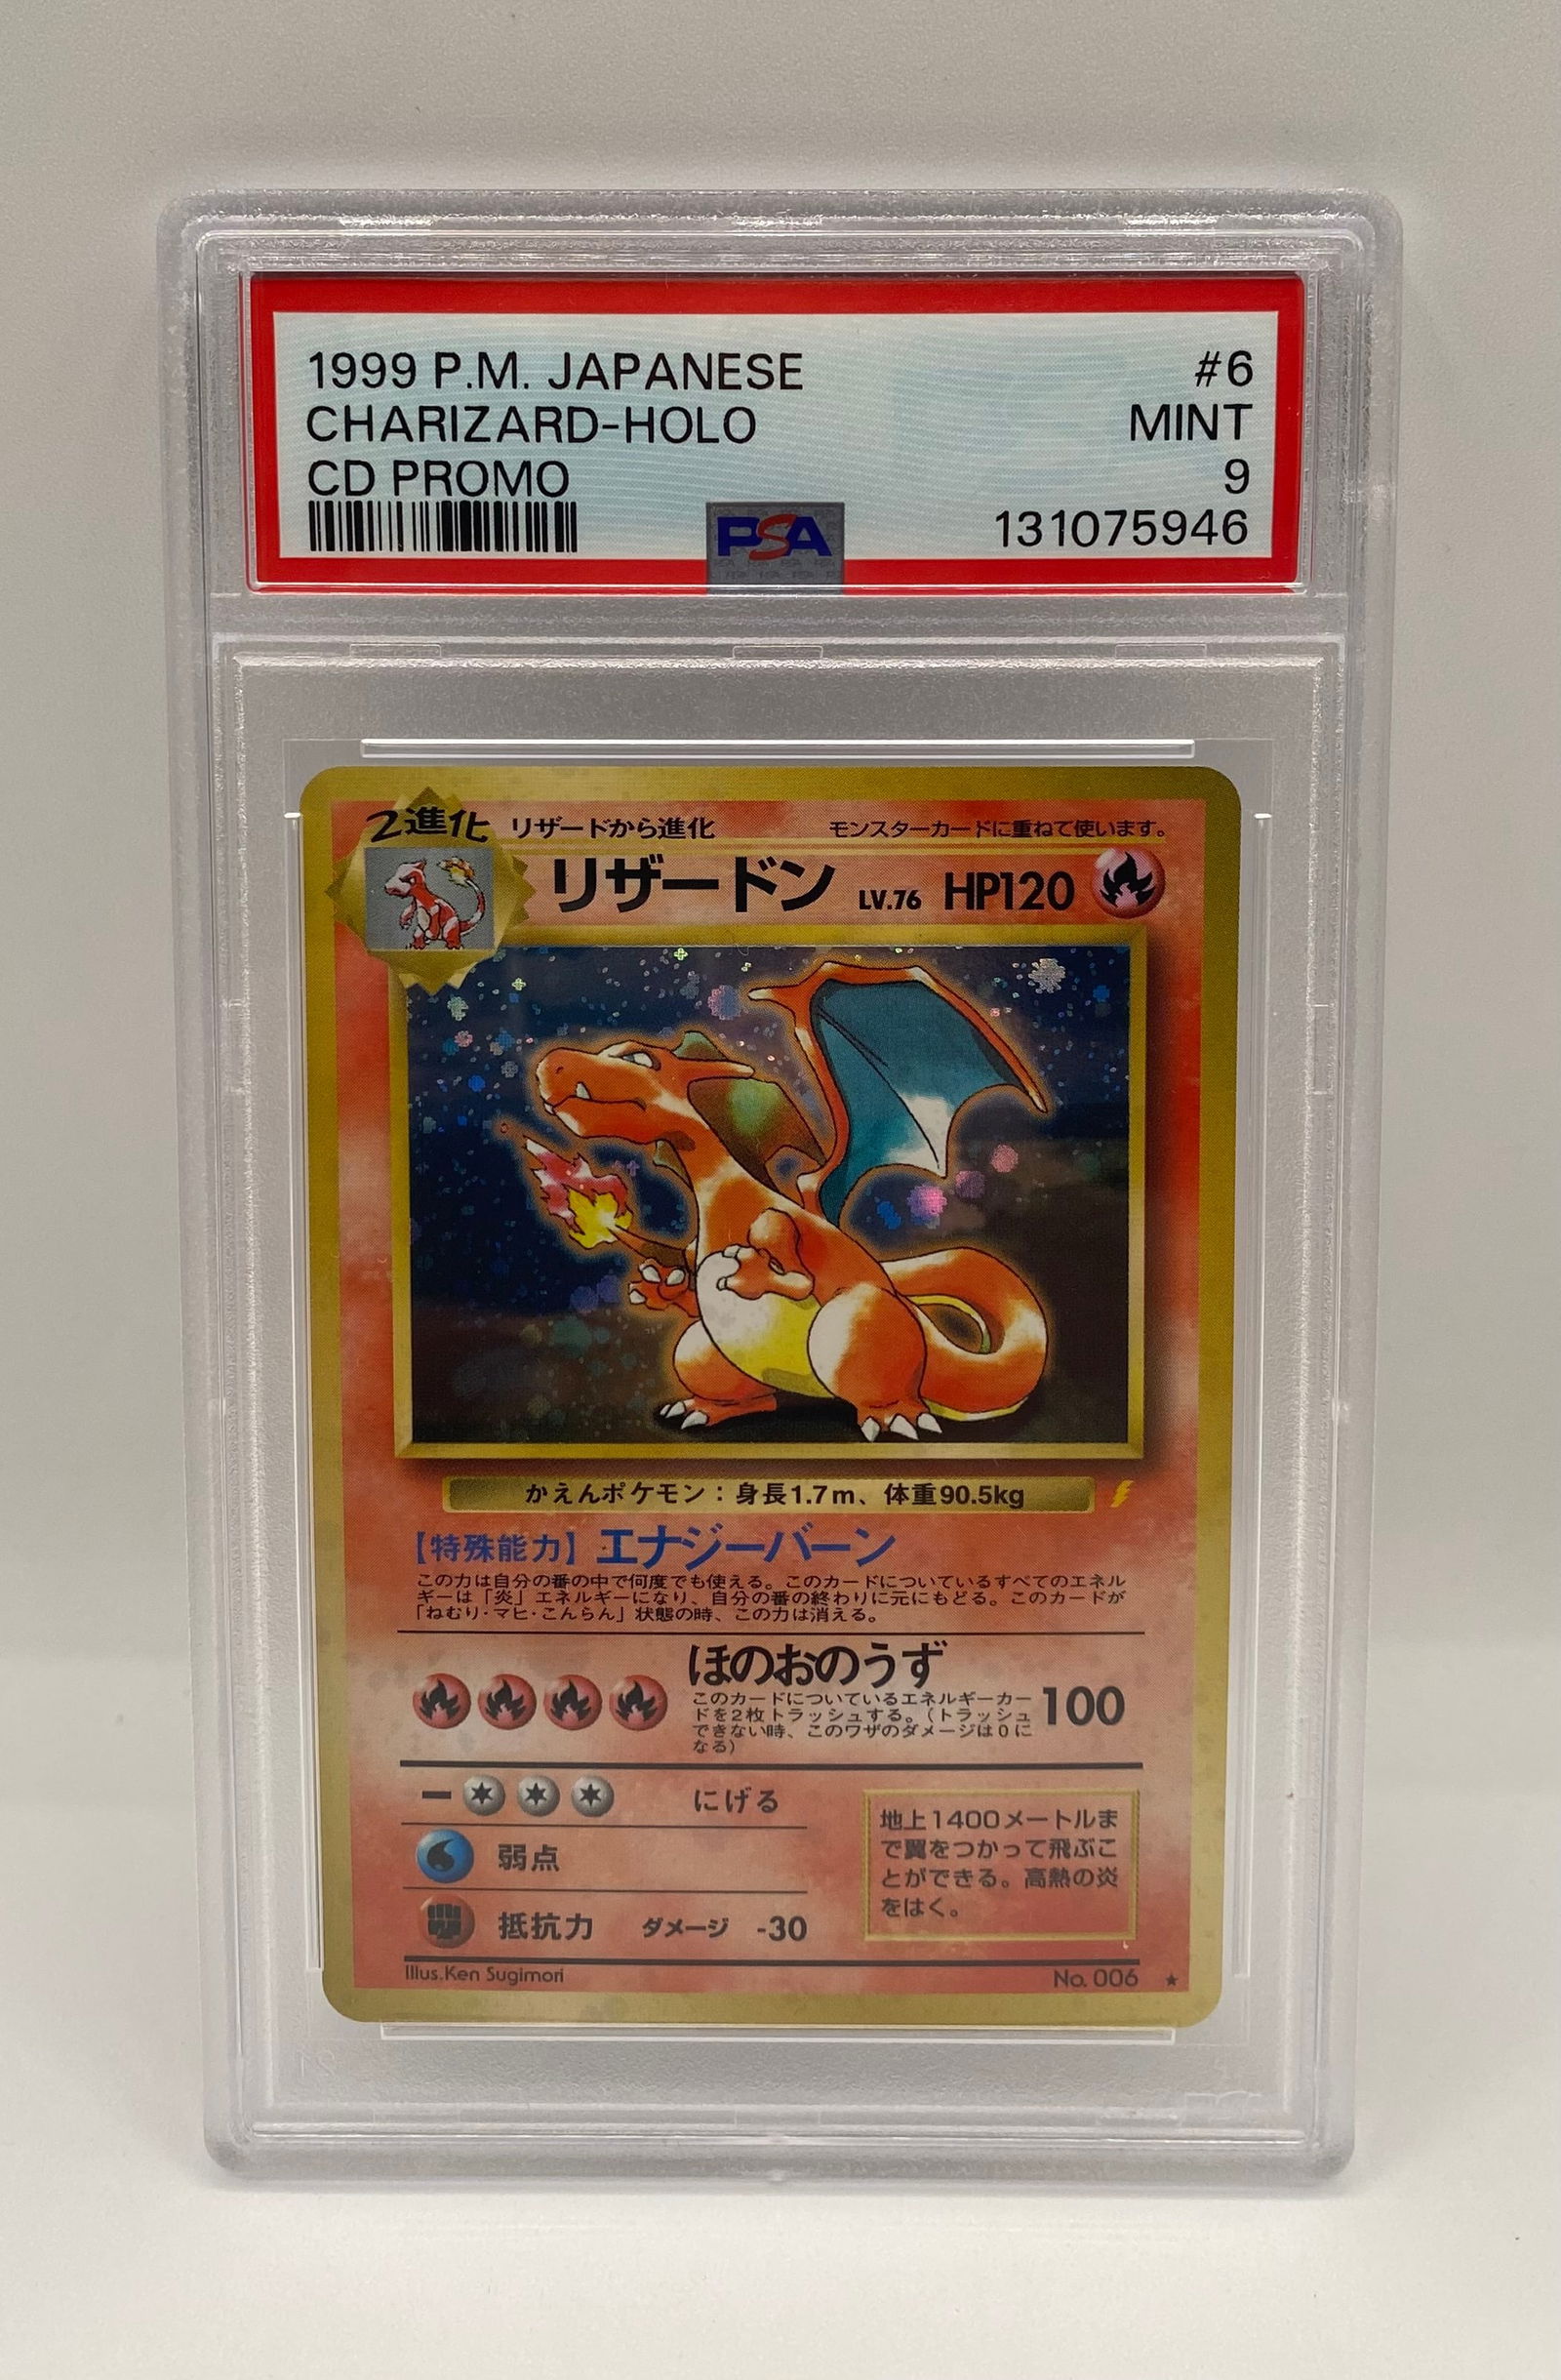 1999 P.M. JAPANESE #6
CHARIZARD-HOLO MINT
CD PROMO 9
PSA 131075946
2進化 リザードから進化 モンスターカードに重ねて使います。
リザードン LV.76 HP120
かえんポケモン：身長1.7m、体重90.5kg
【特殊能力】エナジーバーン
この力は自分の番の中で何度でも使える。このカードについているすべてのエネル
ギーは「炎」エネルギーになり、自分の番の終わりに元にもどる。このカードが
「ねむり・マヒ・こんらん」状態の時、この力は消える。
ほのおのうず
このカードについているエネルギーカー
ドを2枚トラッシュする。（トラッシュ
できない時、このワザのダメージは0に
なる）
100
にげる
弱点
抵抗力 ダメージ -30
地上1400メートルま
で翼をつかって飛ぶこ
とができる。高熱の炎
をはく。
Illus.Ken Sugimori No. 006 ★